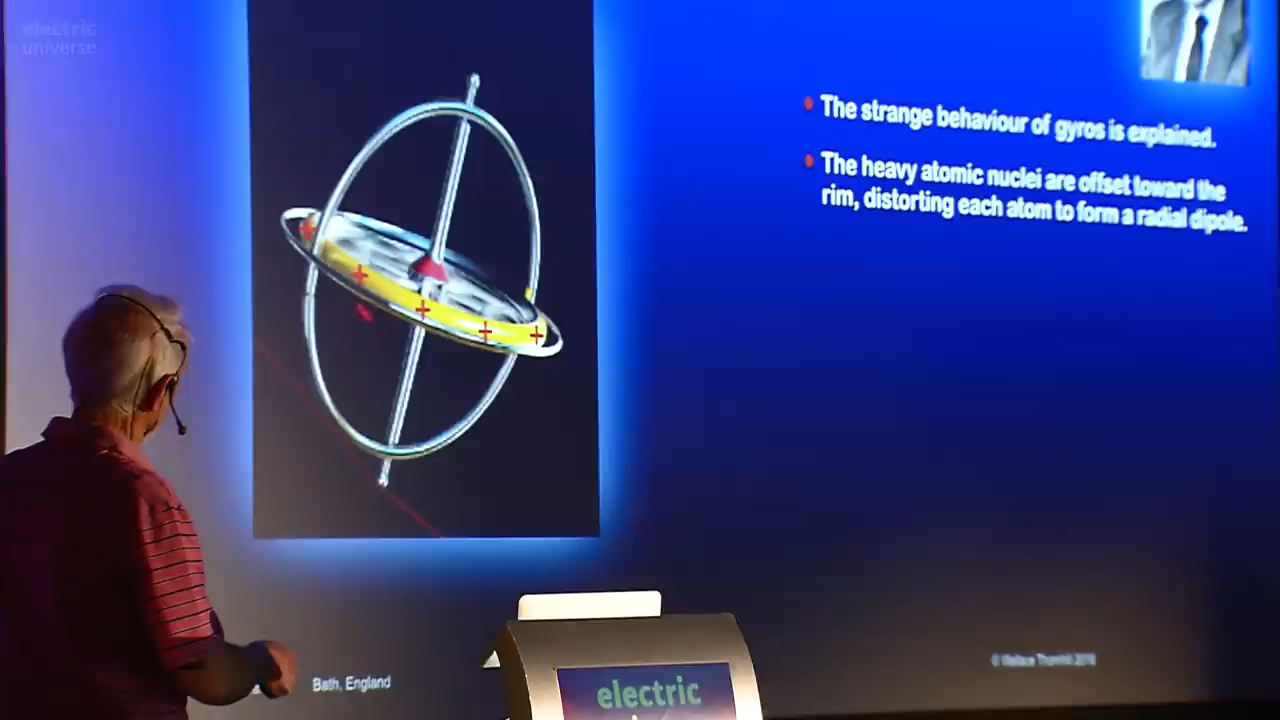 electric
universe
The strange behaviour of gyros is explained.
The heavy atomic nuclei are offset toward the
rim, distorting each atom to form a radial dipole.
© Wallace Thornhill 2016
Bath, England
electric